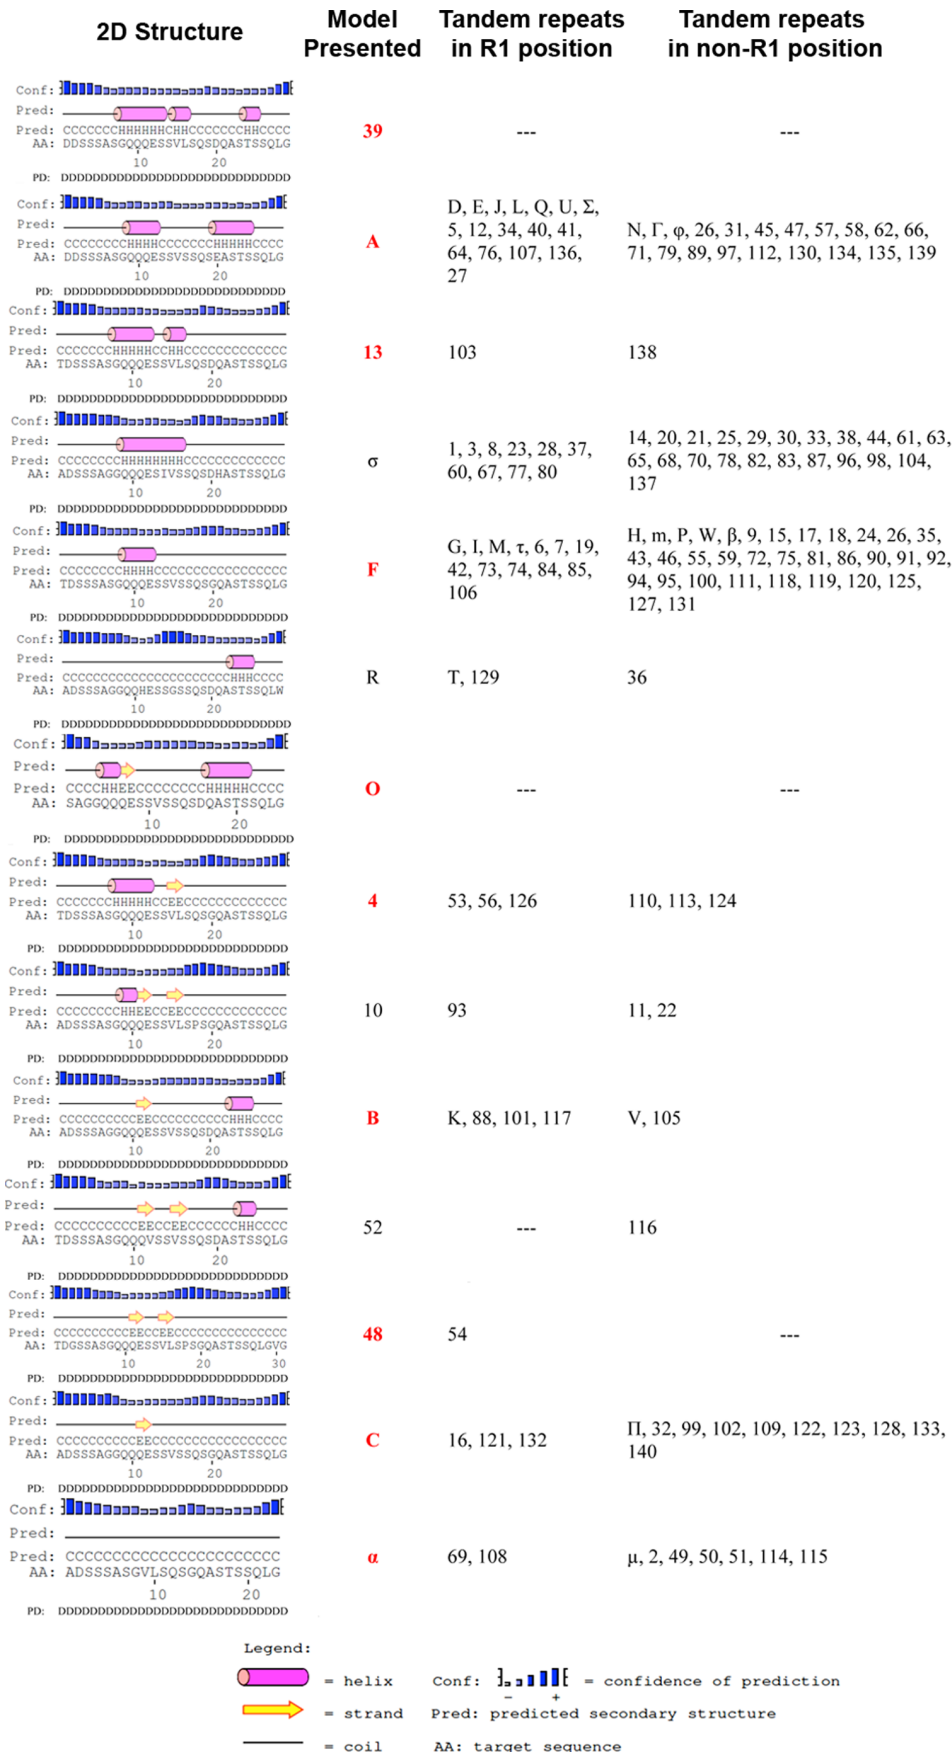 2D Structure Model Presented Tandem repeats in R1 position Tandem repeats in non-R1 position
Conf:
Pred:
Pred: CCCCCCCHHHHHHCHHCCCCCCCHHCCCC
AA: DDSSSASGQQQESSVLSQSDQASTSSQLG
10 20
PD: DDDDDDDDDDDDDDDDDDDDDDDDDDDDD
39 --- ---
Conf:
Pred:
Pred: CCCCCCCCHHHHCCCCCCCHHHHHCCCC
AA: DDSSSASGQQQESSVSSQSEASTSSQLG
10 20
PD: DDDDDDDDDDDDDDDDDDDDDDDDDDDD
A
D, E, J, L, Q, U, Σ,
5, 12, 34, 40, 41,
64, 76, 107, 136,
27
N, Γ, φ, 26, 31, 45, 47, 57, 58, 62, 66,
71, 79, 89, 97, 112, 130, 134, 135, 139
Conf:
Pred:
Pred: CCCCCCCHHHHHCCHHCCCCCCCCCCCCC
AA: TDSSSASGQQQESSVLSQSDQASTSSQLG
10 20
PD: DDDDDDDDDDDDDDDDDDDDDDDDDDDDD
13 103 138
Conf:
Pred:
Pred: CCCCCCCCHHHHHHHHCCCCCCCCCCCCC
AA: ADSSSASGQQQESIVSSQSDHASTSSQLG
10 20
PD: DDDDDDDDDDDDDDDDDDDDDDDDDDDDD
σ
1, 3, 8, 23, 28, 37,
60, 67, 77, 80
14, 20, 21, 25, 29, 30, 33, 38, 44, 61, 63,
65, 68, 70, 78, 82, 83, 87, 96, 98, 104,
137
Conf:
Pred:
Pred: CCCCCCCCHHHHCCCCCCCCCCCCCCCCC
AA: TDSSSASGQQQESSVSSQSGQASTSSQLG
10 20
PD: DDDDDDDDDDDDDDDDDDDDDDDDDDDDD
F
G, I, M, τ, 6, 7, 19,
42, 73, 74, 84, 85,
106
H, m, P, W, β, 9, 15, 17, 18, 24, 26, 35,
43, 46, 55, 59, 72, 75, 81, 86, 90, 91, 92,
94, 95, 100, 111, 118, 119, 120, 125,
127, 131
Conf:
Pred:
Pred: CCCCCCCCCCCCCCCCCCCCCHHHCCCC
AA: ADSSSAGGQQHESSGSSQSDQASTSSQLW
10 20
PD: DDDDDDDDDDDDDDDDDDDDDDDDDDDDD
R T, 129 36
Conf:
Pred:
Pred: CCCCHHEECCCCCCCCHHHHHCCCC
AA: SAGGQQQESSVSSQSDQASTSSQLG
10 20
PD: DDDDDDDDDDDDDDDDDDDDDDDDD
O --- ---
Conf:
Pred:
Pred: CCCCCCCHHHHHCCEECCCCCCCCCCCCC
AA: TDSSSASGQQQESSVLSQSGQASTSSQLG
10 20
PD: DDDDDDDDDDDDDDDDDDDDDDDDDDDDD
4 53, 56, 126 110, 113, 124
Conf:
Pred:
Pred: CCCCCCCCHHEECCEECCCCCCCCCCCCC
AA: ADSSSASGQQQESSVLSPSGQASTSSQLG
10 20
PD: DDDDDDDDDDDDDDDDDDDDDDDDDDDDD
10 93 11, 22
Conf:
Pred:
Pred: CCCCCCCCCCEECCCCCCCCCCHHHCCCC
AA: ADSSSAGGQQQESSVSSQSDQASTSSQLG
10 20
PD: DDDDDDDDDDDDDDDDDDDDDDDDDDDDD
B K, 88, 101, 117 V, 105
Conf:
Pred:
Pred: CCCCCCCCCCEECCEECCCCCCHHCCCC
AA: TDSSSASGQQQVSSVSSQSDASTSSQLG
10 20
PD: DDDDDDDDDDDDDDDDDDDDDDDDDDDD
52 --- 116
Conf:
Pred:
Pred: CCCCCCCCCCEECCEECCCCCCCCCCCCCCC
AA: TDGSSASGQQQESSVLSPSGQASTSSQLGVG
10 20 30
PD: DDDDDDDDDDDDDDDDDDDDDDDDDDDDDDD
48 54 ---
Conf:
Pred:
Pred: CCCCCCCCCCEECCCCCCCCCCCCCCCCC
AA: ADSSSAGGQQQESSVSSQSGQASTSSQLG
10 20
PD: DDDDDDDDDDDDDDDDDDDDDDDDDDDDD
C 16, 121, 132
Π, 32, 99, 102, 109, 122, 123, 128, 133,
140
Conf:
Pred:
Pred: CCCCCCCCCCCCCCCCCCCCCCCC
AA: ADSSSASGVLSQSGQASTSSQLG
10 20
PD: DDDDDDDDDDDDDDDDDDDDDDD
α 69, 108 μ, 2, 49, 50, 51, 114, 115
Legend:
= helix Conf: = confidence of prediction
- +
= strand Pred: predicted secondary structure
= coil AA: target sequence